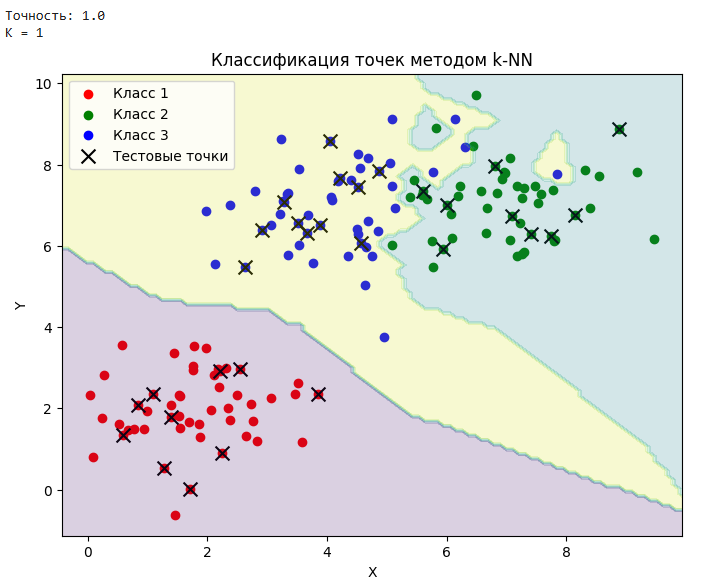 Точность: 1.0
K = 1
Классификация точек методом k-NN
Класс 1
Класс 2
Класс 3
Тестовые точки
10
8
6
4
2
0
Y
0 2 4 6 8
X